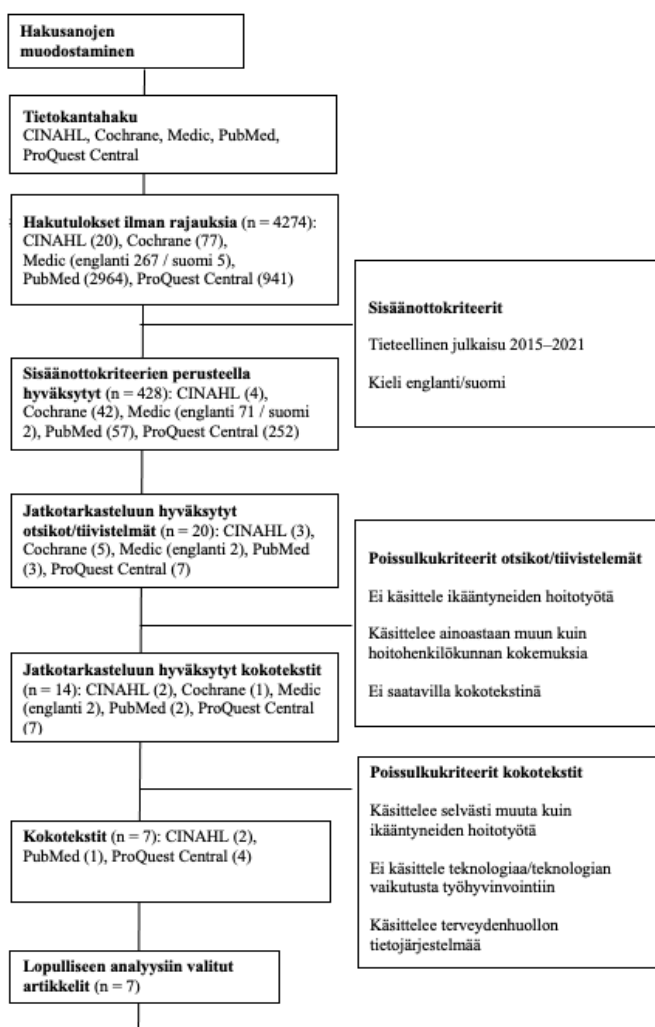 Hakusanojen
muodostaminen
Tietokantahaku
CINAHL, Cochrane, Medic, PubMed,
ProQuest Central
Hakutulokset ilman rajauksia (n = 4274):
CINAHL (20), Cochrane (77),
Medic (englanti 267 / suomi 5),
PubMed (2964), ProQuest Central (941)
Sisäänottokriteerit
Tieteellinen julkaisu 2015–2021
Kieli englanti/suomi
Sisäänottokriteerien perusteella
hyväksytyt (n = 428): CINAHL (4),
Cochrane (42), Medic (englanti 71 / suomi
2), PubMed (57), ProQuest Central (252)
Jatkotarkasteluun hyväksytyt
otsikot/tiivistelmät (n = 20): CINAHL (3),
Cochrane (5), Medic (englanti 2), PubMed
(3), ProQuest Central (7)
Poissulkukriteerit otsikot/tiivistelemät
Ei käsittele ikääntyneiden hoitotyötä
Käsittelee ainoastaan muun kuin
hoitohenkilökunnan kokemuksia
Ei saatavilla kokotekstinä
Jatkotarkasteluun hyväksytyt kokotekstit
(n = 14): CINAHL (2), Cochrane (1), Medic
(englanti 2), PubMed (2), ProQuest Central
(7)
Poissulkukriteerit kokotekstit
Käsittelee selvästi muuta kuin
ikääntyneiden hoitotyötä
Ei käsittele teknologiaa/teknologian
vaikutusta työhyvinvointiin
Käsittelee terveydenhuollon
tietojärjestelmää
Kokotekstit (n = 7): CINAHL (2),
PubMed (1), ProQuest Central (4)
Lopulliseen analyysiin valitut
artikkelit (n = 7)